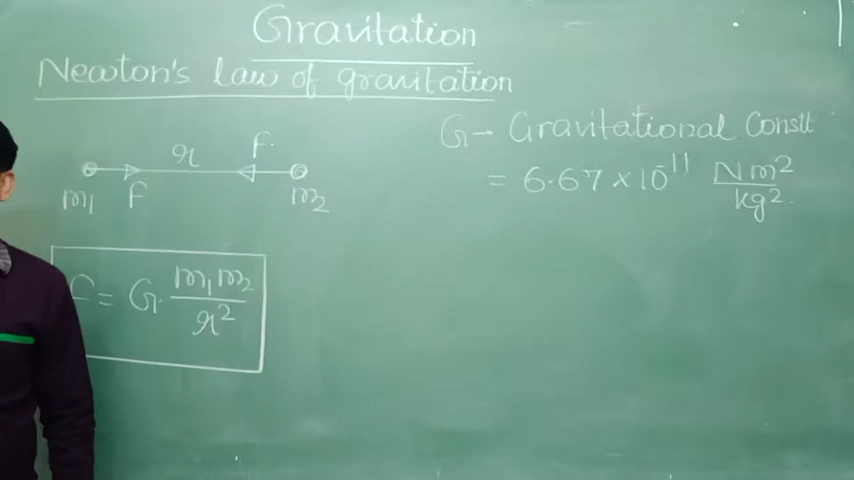 Gravitation
Newton's law of gravitation
r F.
m₁ F m₂
F = G. m₁m₂ / r²
G - Gravitational Constt
= 6.67 × 10⁻¹¹ Nm² / kg².